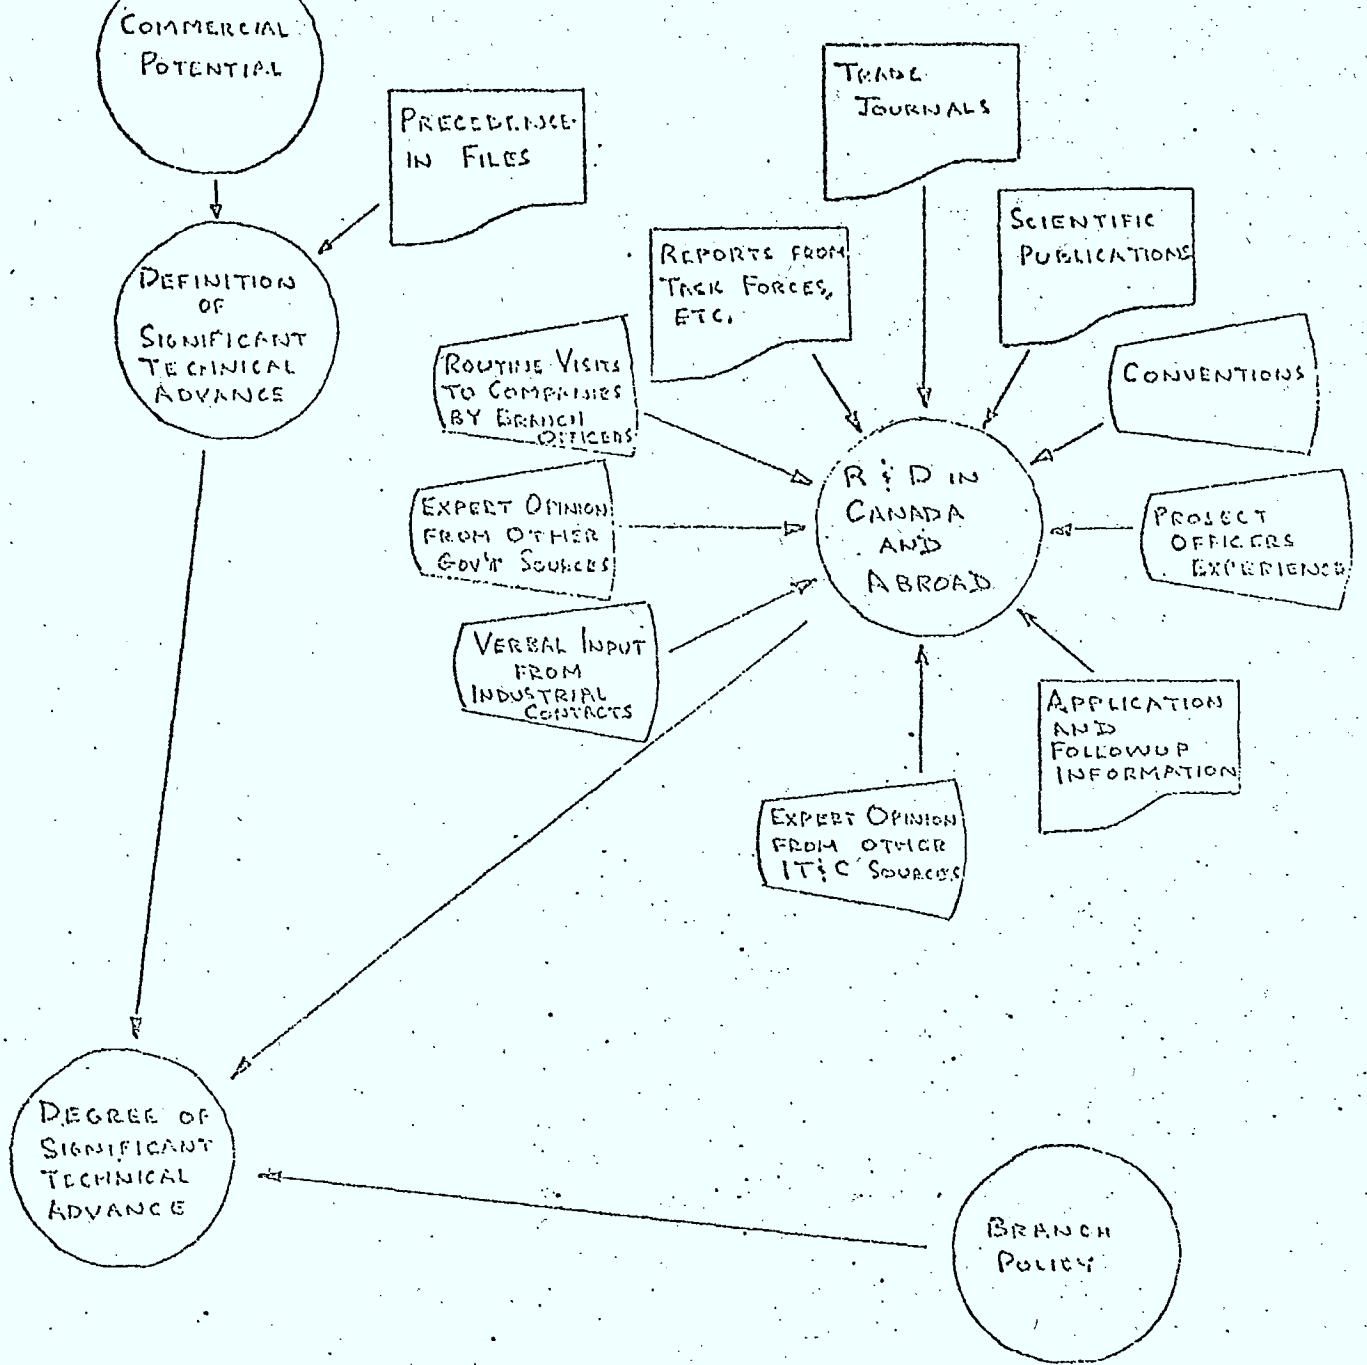 COMMERCIAL
POTENTIAL
PRECEDENCE
IN FILES
TRADE
JOURNALS
SCIENTIFIC
PUBLICATIONS
REPORTS FROM
TASK FORCES,
ETC.
DEFINITION
OF
SIGNIFICANT
TECHNICAL
ADVANCE
ROUTINE VISITS
TO COMPANIES
BY BRANCH
OFFICERS
CONVENTIONS
R & D IN
CANADA
AND
ABROAD
EXPERT OPINION
FROM OTHER
GOV'T SOURCES
PROJECT
OFFICERS
EXPERIENCE
VERBAL INPUT
FROM
INDUSTRIAL
CONTACTS
APPLICATION
AND
FOLLOWUP
INFORMATION
EXPERT OPINION
FROM OTHER
IT&C SOURCES
DEGREE OF
SIGNIFICANT
TECHNICAL
ADVANCE
BRANCH
POLICY